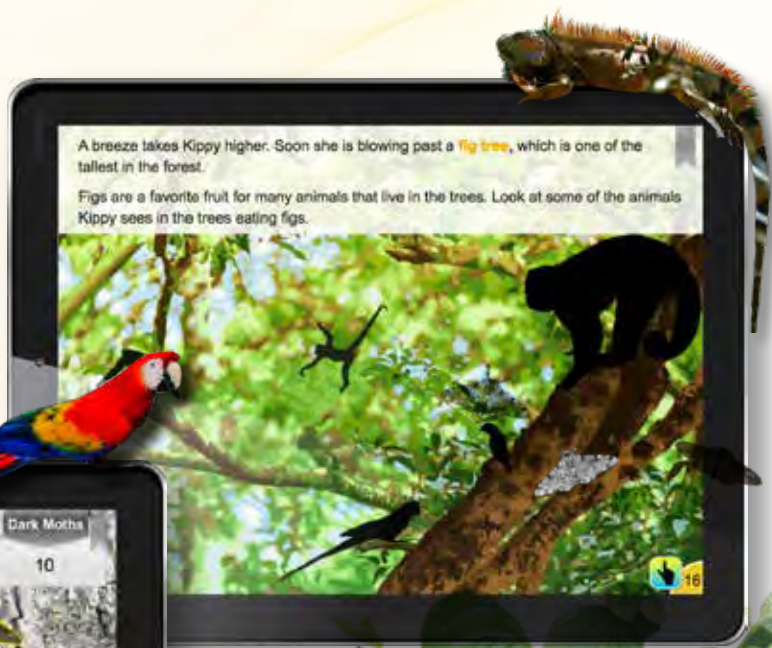 A breeze takes Kippy higher. Soon she is blowing past a fig tree, which is one of the
tallest in the forest.
Figs are a favorite fruit for many animals that live in the trees. Look at some of the animals
Kippy sees in the trees eating figs.
16
Dark Moths
10